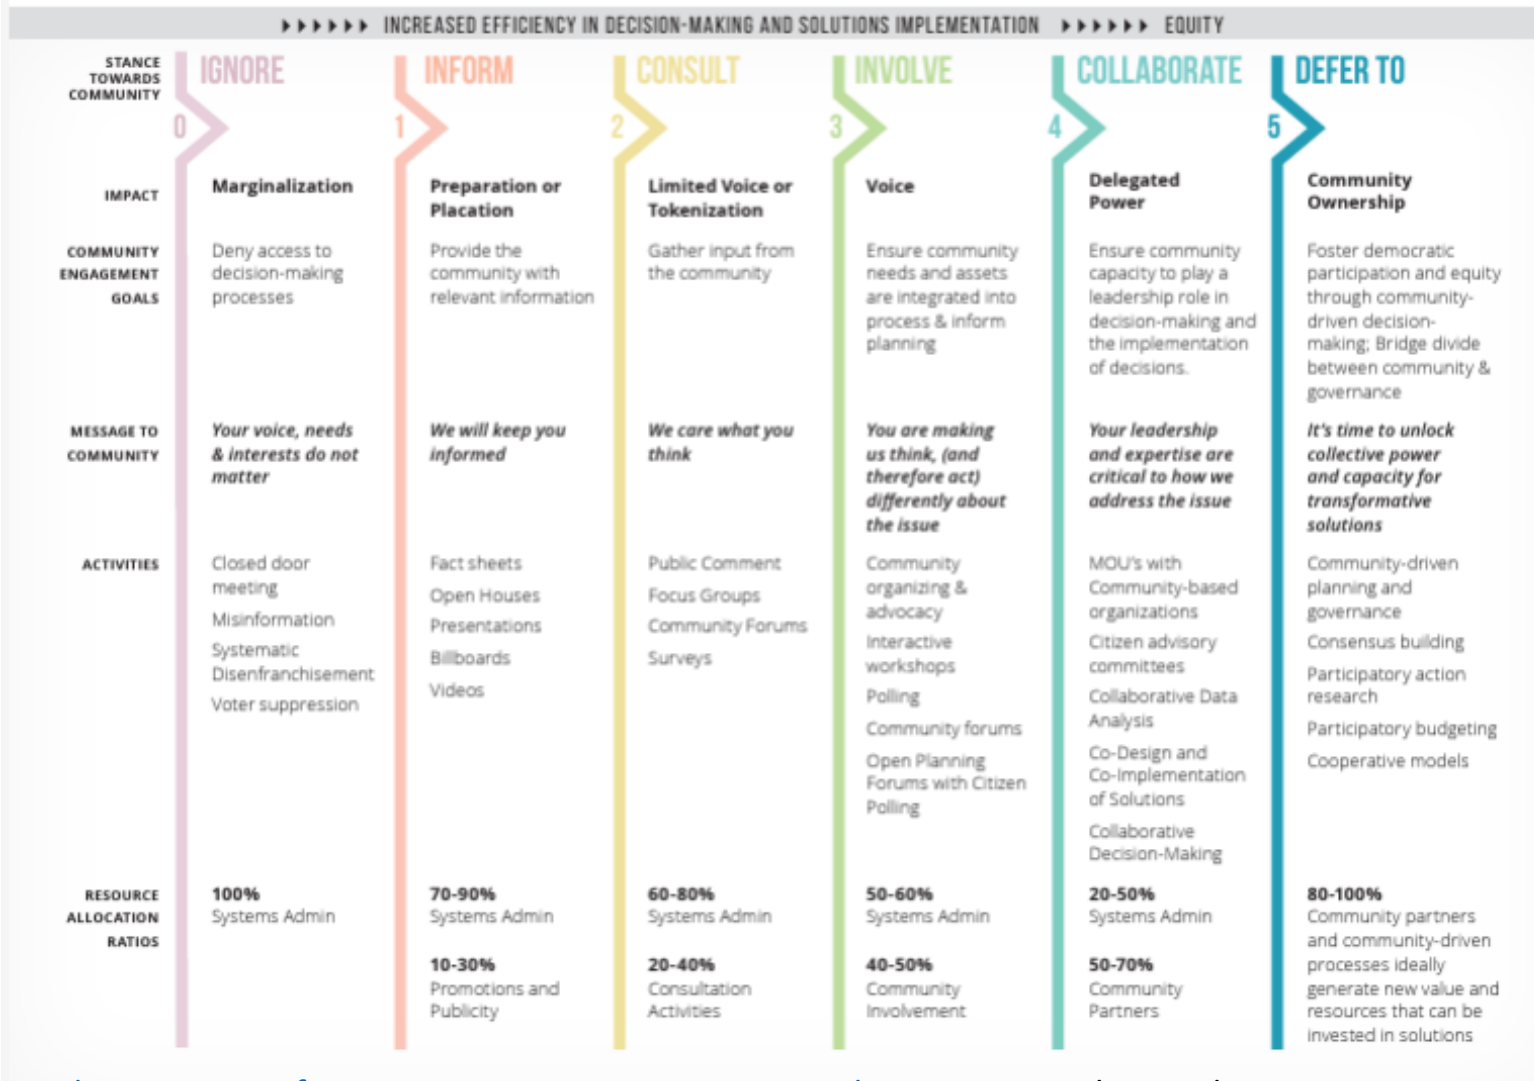 INCREASED EFFICIENCY IN DECISION-MAKING AND SOLUTIONS IMPLEMENTATION EQUITY
STANCE
TOWARDS
COMMUNITY
IGNORE
0
INFORM
1
CONSULT
2
INVOLVE
3
COLLABORATE
4
DEFER TO
5
IMPACT
Marginalization
Preparation or
Placation
Limited Voice or
Tokenization
Voice
Delegated
Power
Community
Ownership
COMMUNITY
ENGAGEMENT
GOALS
Deny access to
decision-making
processes
Provide the
community with
relevant information
Gather input from
the community
Ensure community
needs and assets
are integrated into
process & inform
planning
Ensure community
capacity to play a
leadership role in
decision-making and
the implementation
of decisions.
Foster democratic
participation and equity
through community-
driven decision-
making; Bridge divide
between community &
governance
MESSAGE TO
COMMUNITY
Your voice, needs
& interests do not
matter
We will keep you
informed
We care what you
think
You are making
us think, (and
therefore act)
differently about
the issue
Your leadership
and expertise are
critical to how we
address the issue
It's time to unlock
collective power
and capacity for
transformative
solutions
ACTIVITIES
Closed door
meeting
Misinformation
Systematic
Disenfranchisement
Voter suppression
Fact sheets
Open Houses
Presentations
Billboards
Videos
Public Comment
Focus Groups
Community Forums
Surveys
Community
organizing &
advocacy
Interactive
workshops
Polling
Community forums
Open Planning
Forums with Citizen
Polling
MOU's with
Community-based
organizations
Citizen advisory
committees
Collaborative Data
Analysis
Co-Design and
Co-Implementation
of Solutions
Collaborative
Decision-Making
Community-driven
planning and
governance
Consensus building
Participatory action
research
Participatory budgeting
Cooperative models
RESOURCE
ALLOCATION
RATIOS
100%
Systems Admin
70-90%
Systems Admin
10-30%
Promotions and
Publicity
60-80%
Systems Admin
20-40%
Consultation
Activities
50-60%
Systems Admin
40-50%
Community
Involvement
20-50%
Systems Admin
50-70%
Community
Partners
80-100%
Community partners
and community-driven
processes ideally
generate new value and
resources that can be
invested in solutions